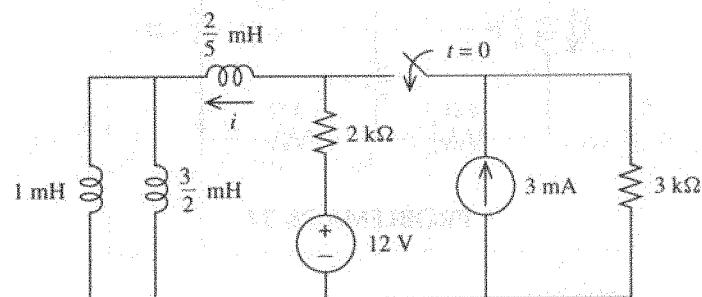 2/5 mH
t = 0
i
2 kΩ
1 mH
3/2 mH
3 mA
3 kΩ
+
12 V
−